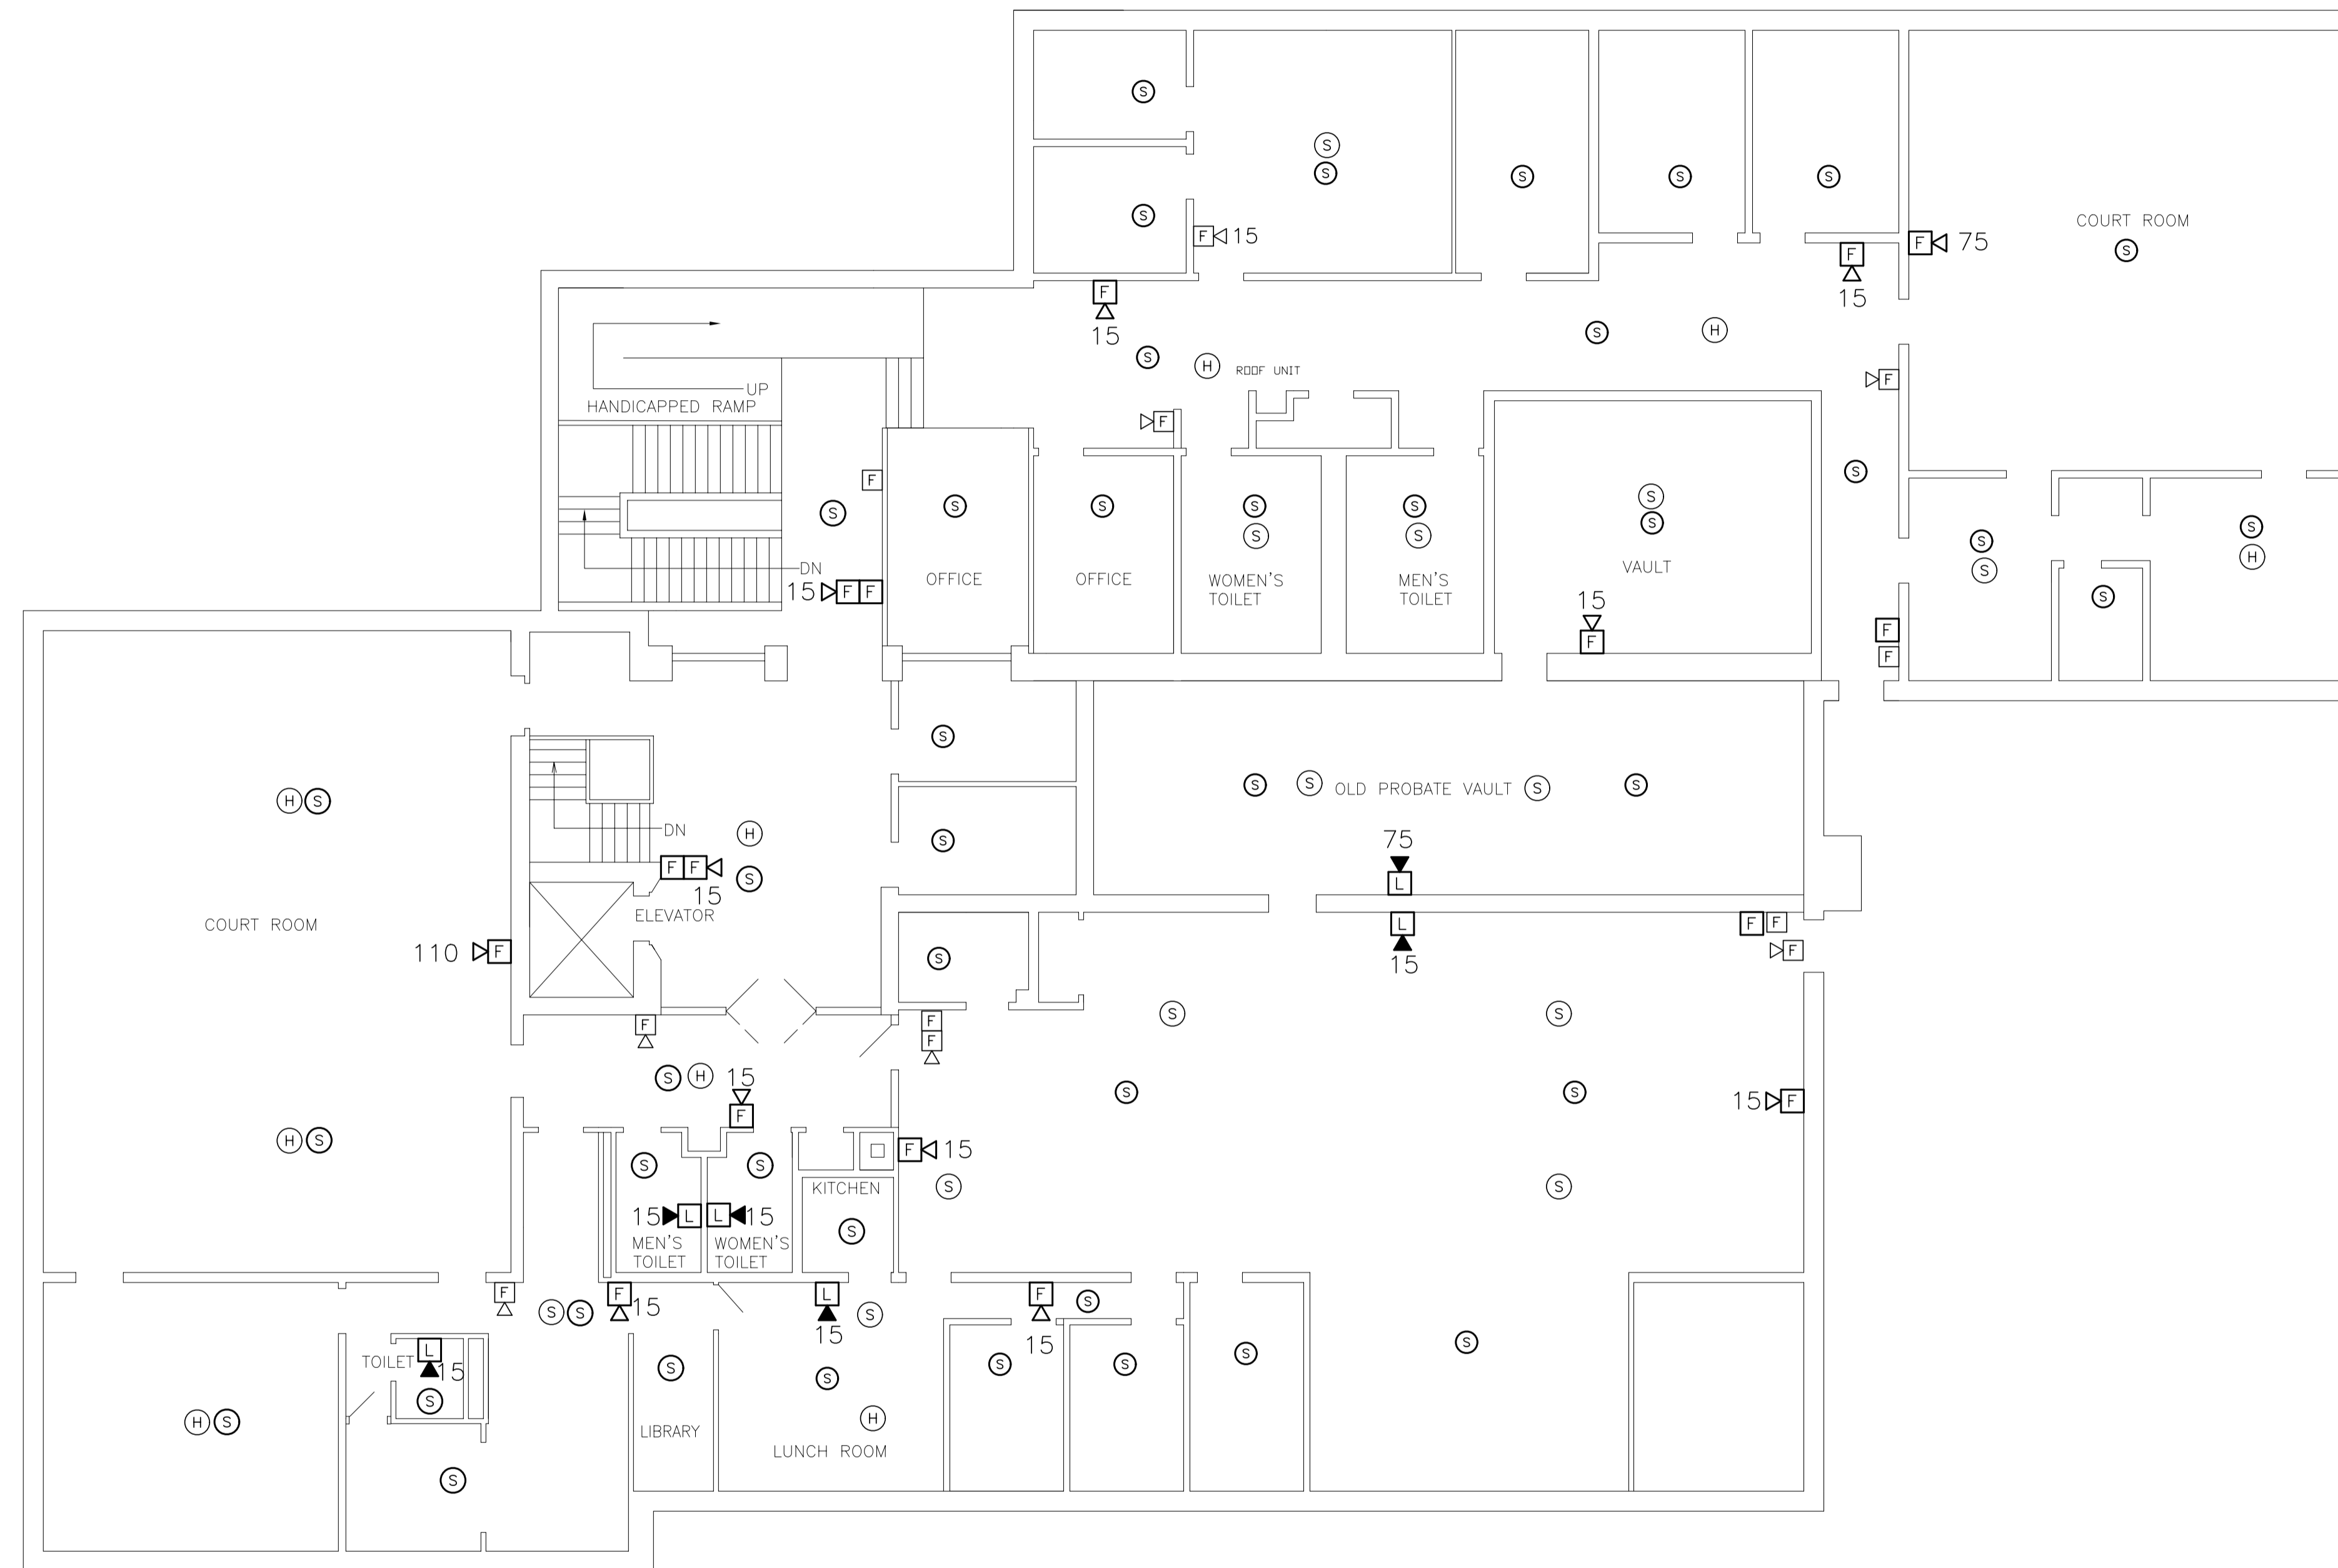 S
S
S
S
S
S
S
COURT ROOM
S
S
F 15
F 75
F
15
F
15
S
H
S
H
ROOF UNIT
F
UP
HANDICAPPED RAMP
F
S
F
S
S
S
S
S
S
S
S
S
S
S
S
H
DN
15 F F
OFFICE
OFFICE
WOMEN'S
TOILET
MEN'S
TOILET
VAULT
15
F
S
F
F
S
S
S
OLD PROBATE VAULT
S
S
H S
DN
H
S
75
L
F F
15
S
ELEVATOR
COURT ROOM
110 F
S
L
15
F F
F
F
F
F
S
S
S H
15
F
S
S
15 F
H S
F 15
S
S
S
S
S
KITCHEN
15 L
L 15
S
MEN'S
TOILET
WOMEN'S
TOILET
F
S S
F 15
L
15
S
F
15
S
TOILET
L
15
S
S
S
S
S
S
S
H S
H
LIBRARY
LUNCH ROOM
S